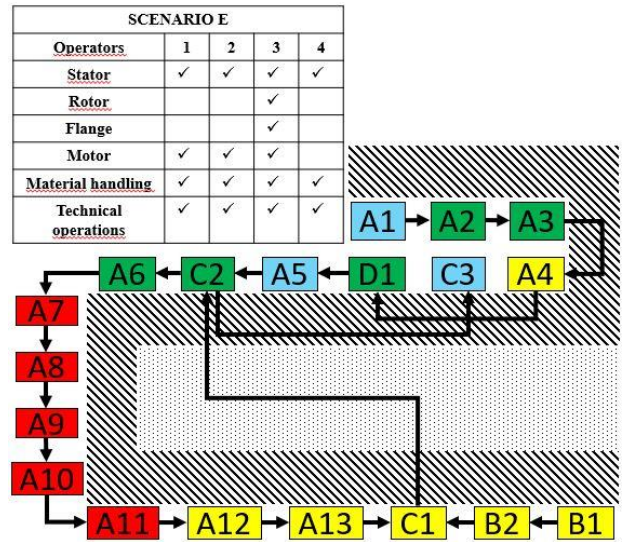 SCENARIO E
Operators 1 2 3 4
Stator ✓ ✓ ✓ ✓
Rotor ✓
Flange ✓
Motor ✓ ✓ ✓
Material handling ✓ ✓ ✓ ✓
Technical ✓ ✓ ✓ ✓
operations
A1 A2 A3
A6 C2 A5 D1 C3 A4
A7
A8
A9
A10
A11 A12 A13 C1 B2 B1